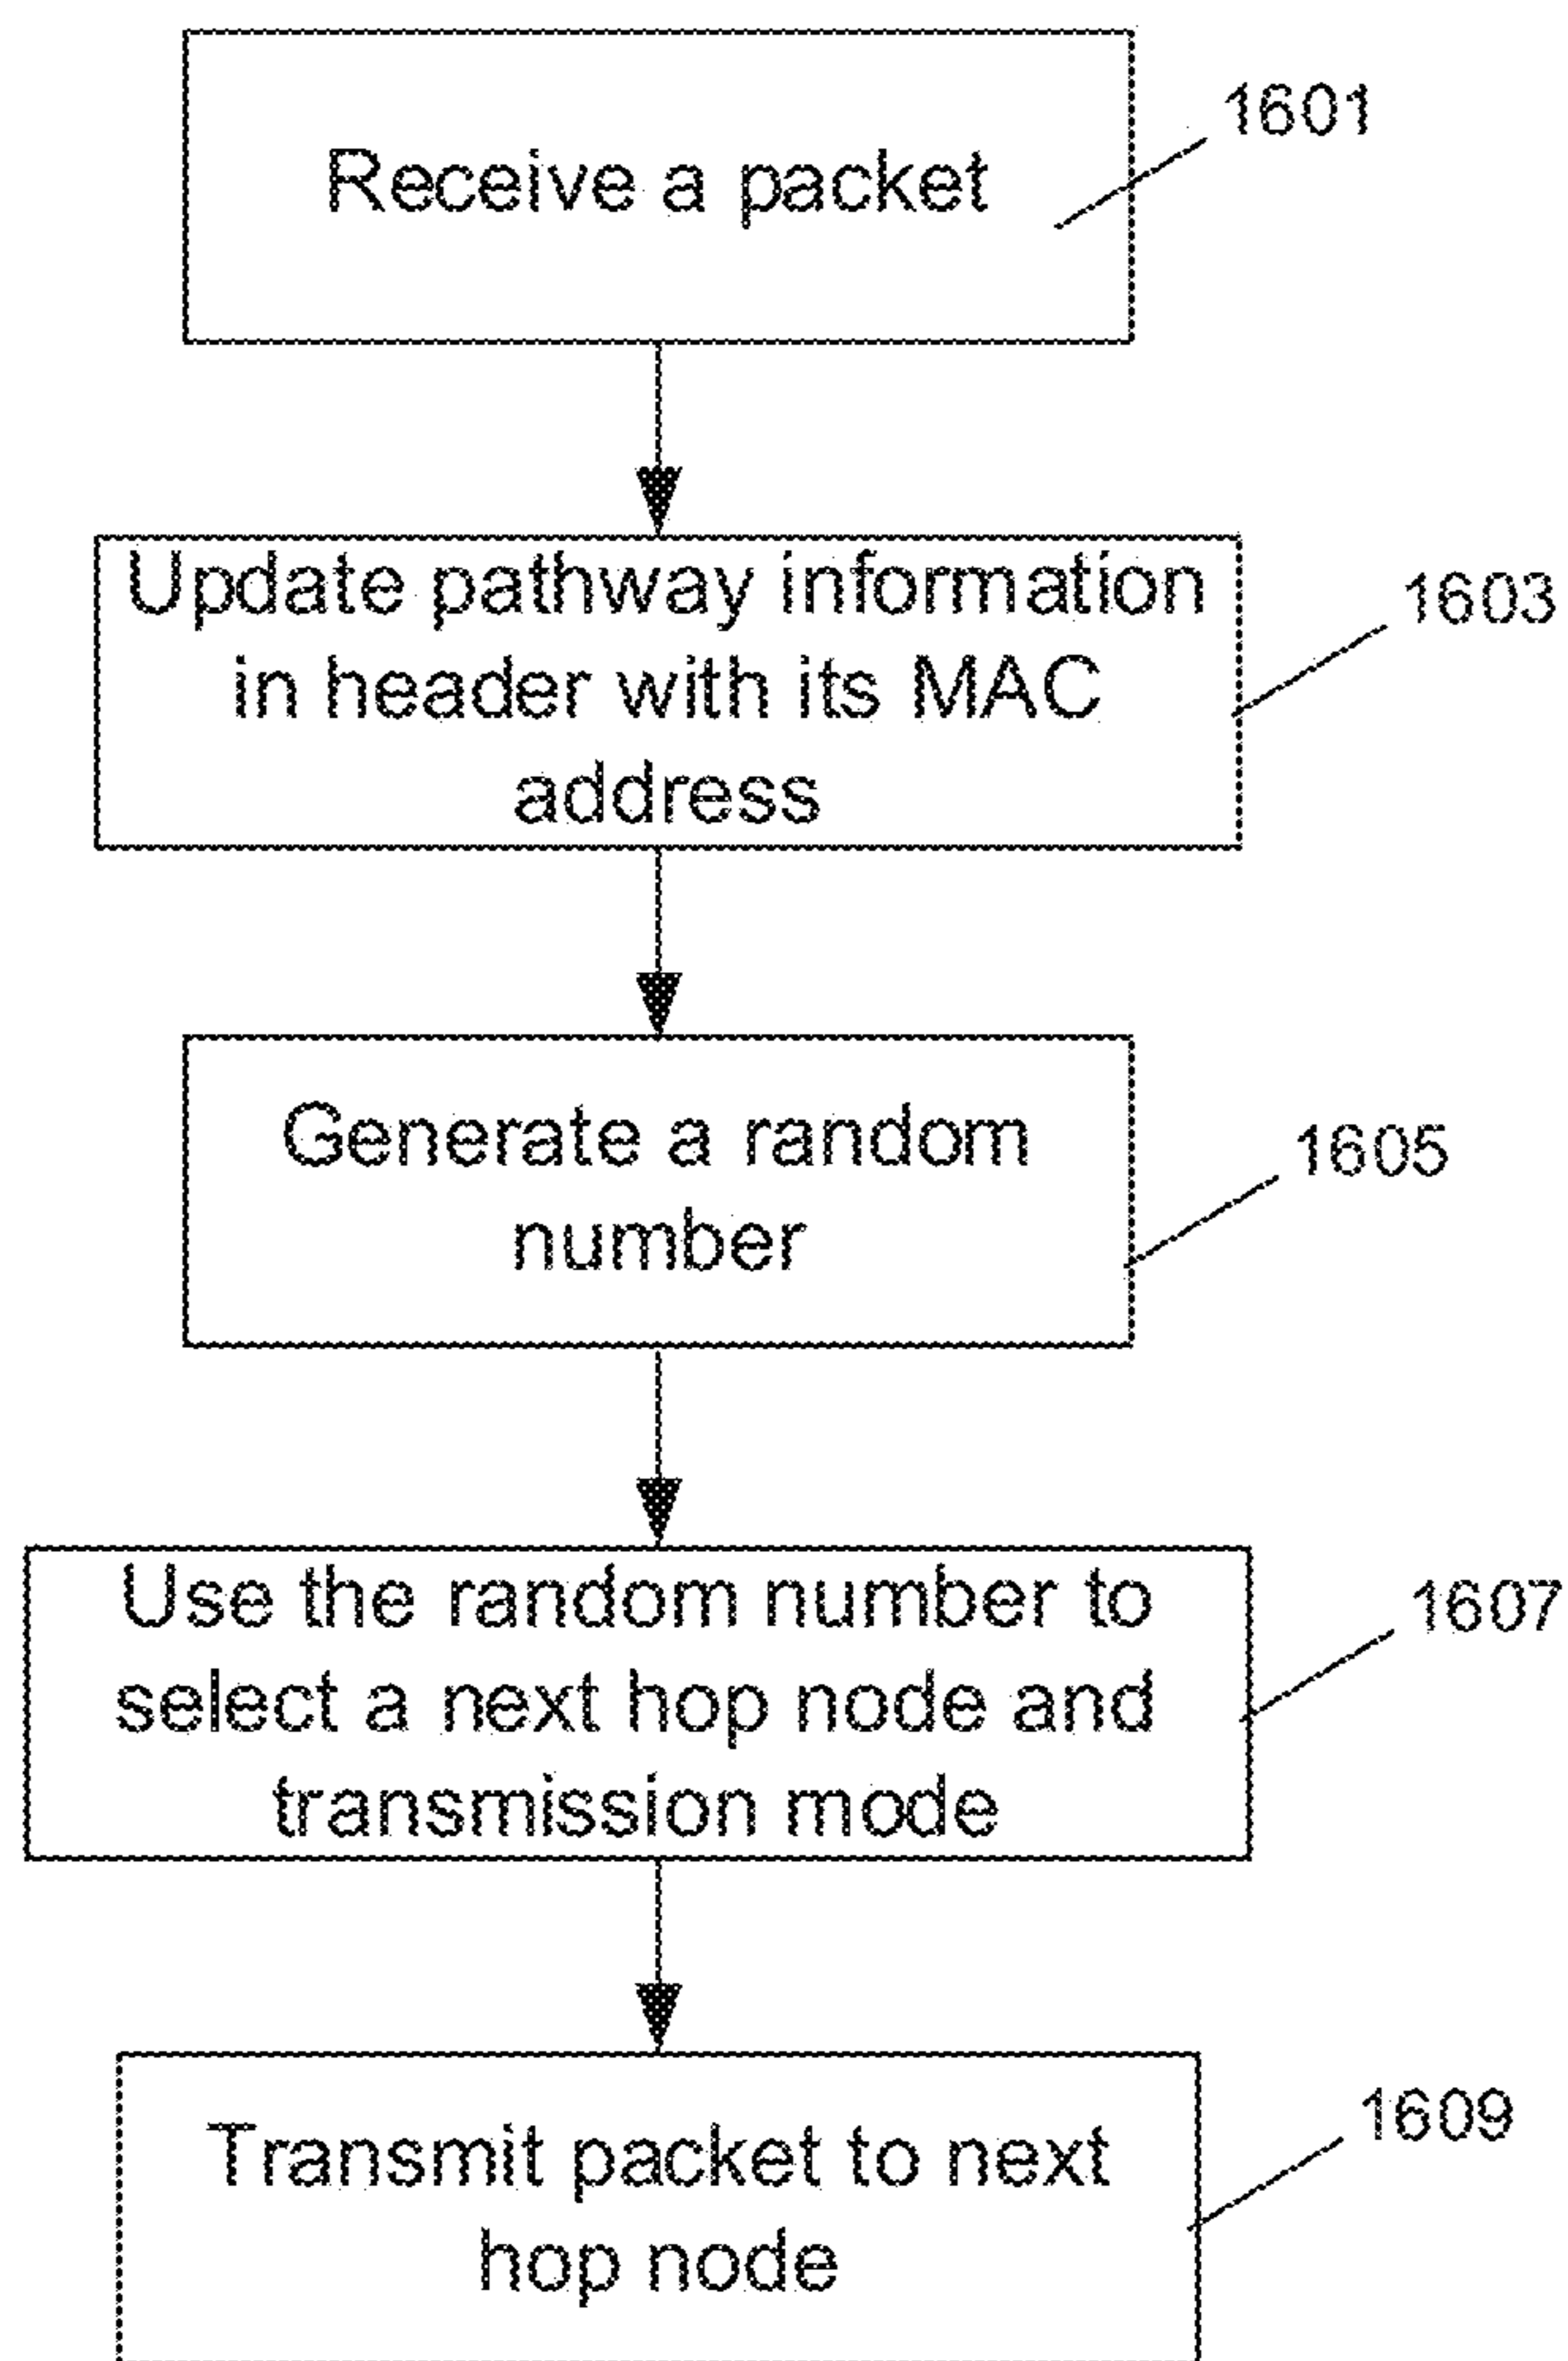 Receive a packet
1601
Update pathway information
in header with its MAC
address
1603
Generate a random
number
1605
Use the random number to
select a next hop node and
transmission mode
1607
Transmit packet to next
hop node
1609